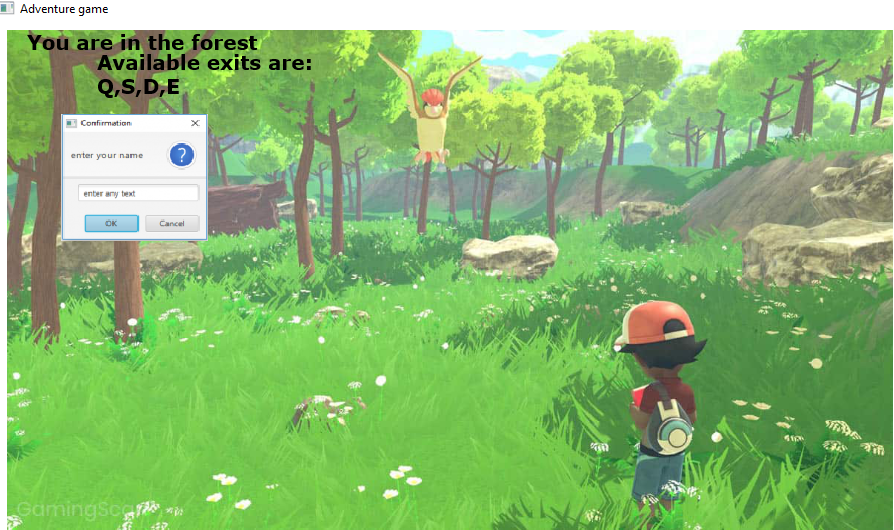 Adventure game
You are in the forest
Available exits are:
Q,S,D,E
Confirmation
enter your name
?
enter any text
OK
Cancel